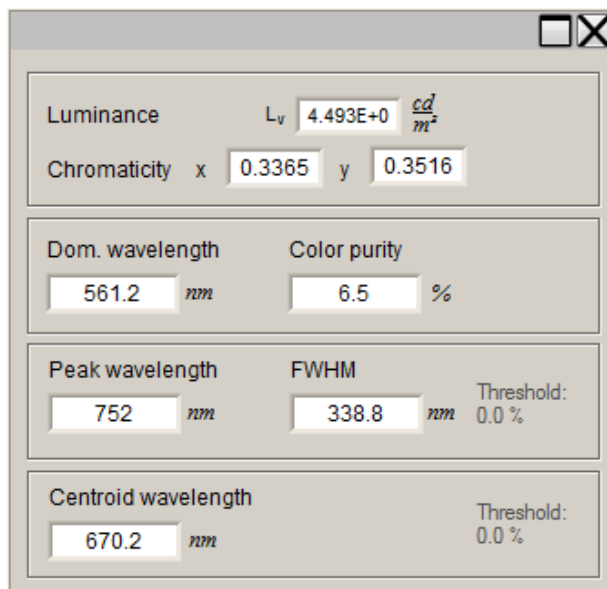 Luminance Lv 4.493E+0 cd/m²
Chromaticity x 0.3365 y 0.3516
Dom. wavelength Color purity
561.2 nm 6.5 %
Peak wavelength FWHM
752 nm 338.8 nm Threshold:
0.0 %
Centroid wavelength
670.2 nm Threshold:
0.0 %